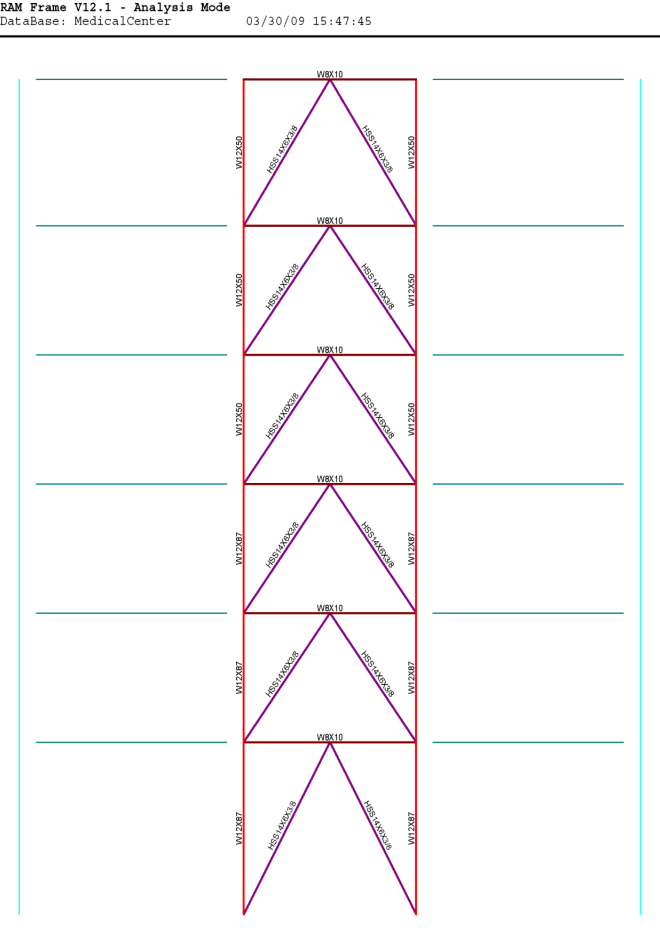 RAM Frame V12.1 - Analysis Mode
DataBase: MedicalCenter 03/30/09 15:47:45
W8X10
W12X50 HSS14X6X3/8 HSS14X6X3/8 W12X50
W8X10
W12X50 HSS14X6X3/8 HSS14X6X3/8 W12X50
W8X10
W12X50 HSS14X6X3/8 HSS14X6X3/8 W12X50
W8X10
W12X87 HSS14X6X3/8 HSS14X6X3/8 W12X87
W8X10
W12X87 HSS14X6X3/8 HSS14X6X3/8 W12X87
W8X10
W12X87 HSS14X6X3/8 HSS14X6X3/8 W12X87